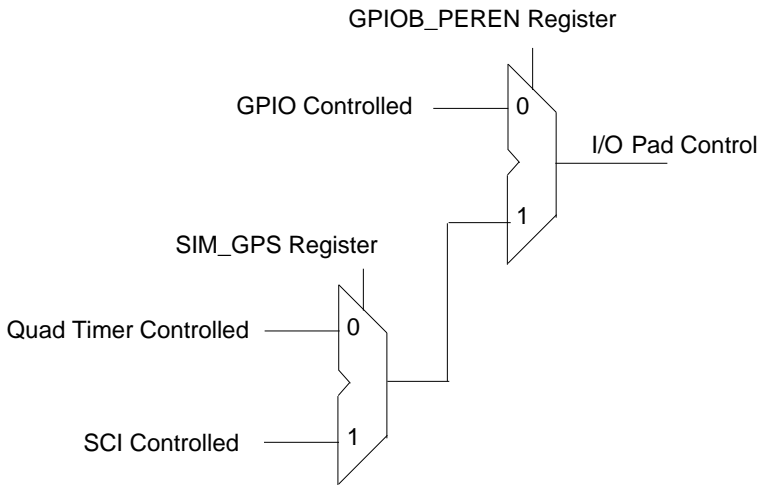 GPIOB_PEREN Register
GPIO Controlled
0
I/O Pad Control
1
SIM_GPS Register
Quad Timer Controlled
0
SCI Controlled
1